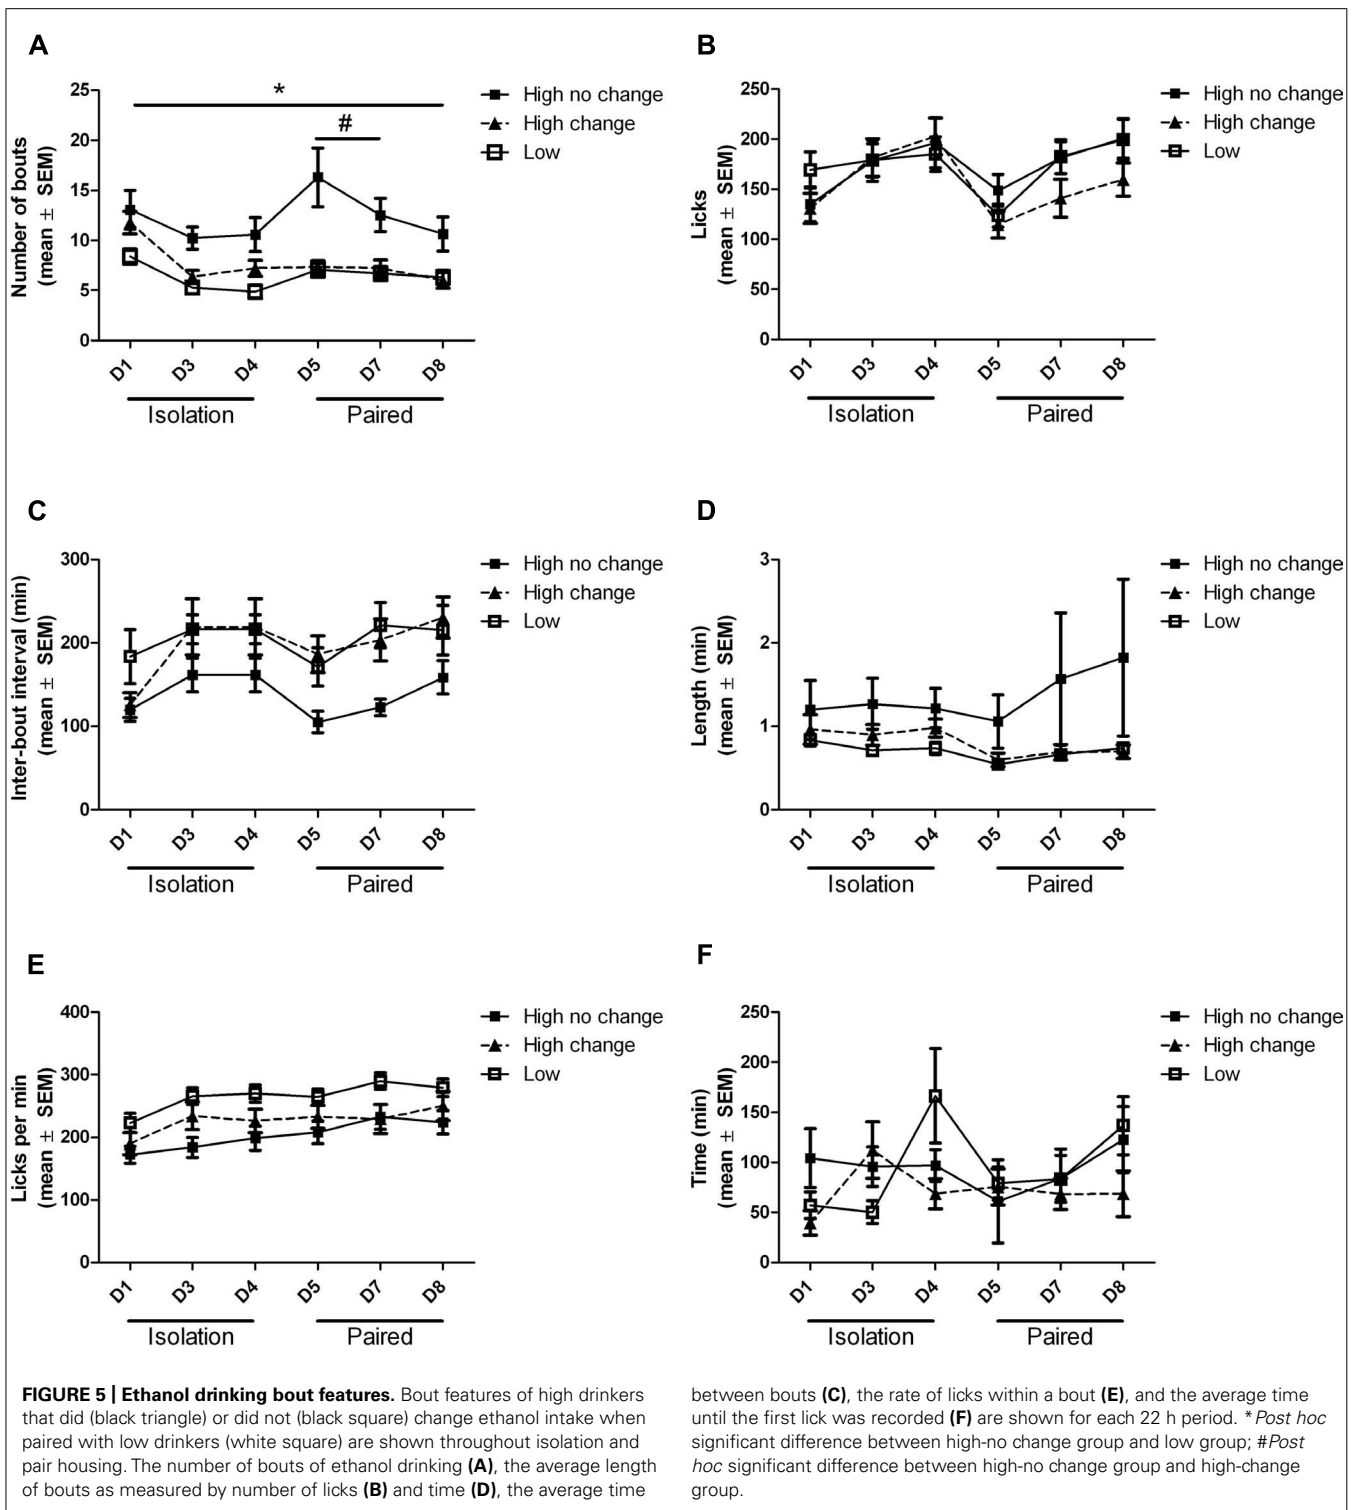 A
25
20
15
10
5
0
Number of bouts
(mean ± SEM)
*
#
High no change
High change
Low
D1 D3 D4 D5 D7 D8
Isolation Paired
B
250
200
150
100
50
0
Licks
(mean ± SEM)
High no change
High change
Low
D1 D3 D4 D5 D7 D8
Isolation Paired
C
300
200
100
0
Inter-bout interval (min)
(mean ± SEM)
High no change
High change
Low
D1 D3 D4 D5 D7 D8
Isolation Paired
D
3
2
1
0
Length (min)
(mean ± SEM)
High no change
High change
Low
D1 D3 D4 D5 D7 D8
Isolation Paired
E
400
300
200
100
0
Licks per min
(mean ± SEM)
High no change
High change
Low
D1 D3 D4 D5 D7 D8
Isolation Paired
F
250
200
150
100
50
0
Time (min)
(mean ± SEM)
High no change
High change
Low
D1 D3 D4 D5 D7 D8
Isolation Paired
FIGURE 5 | Ethanol drinking bout features. Bout features of high drinkers
that did (black triangle) or did not (black square) change ethanol intake when
paired with low drinkers (white square) are shown throughout isolation and
pair housing. The number of bouts of ethanol drinking (A), the average length
of bouts as measured by number of licks (B) and time (D), the average time
between bouts (C), the rate of licks within a bout (E), and the average time
until the first lick was recorded (F) are shown for each 22 h period. *Post hoc
significant difference between high-no change group and low group; #Post
hoc significant difference between high-no change group and high-change
group.